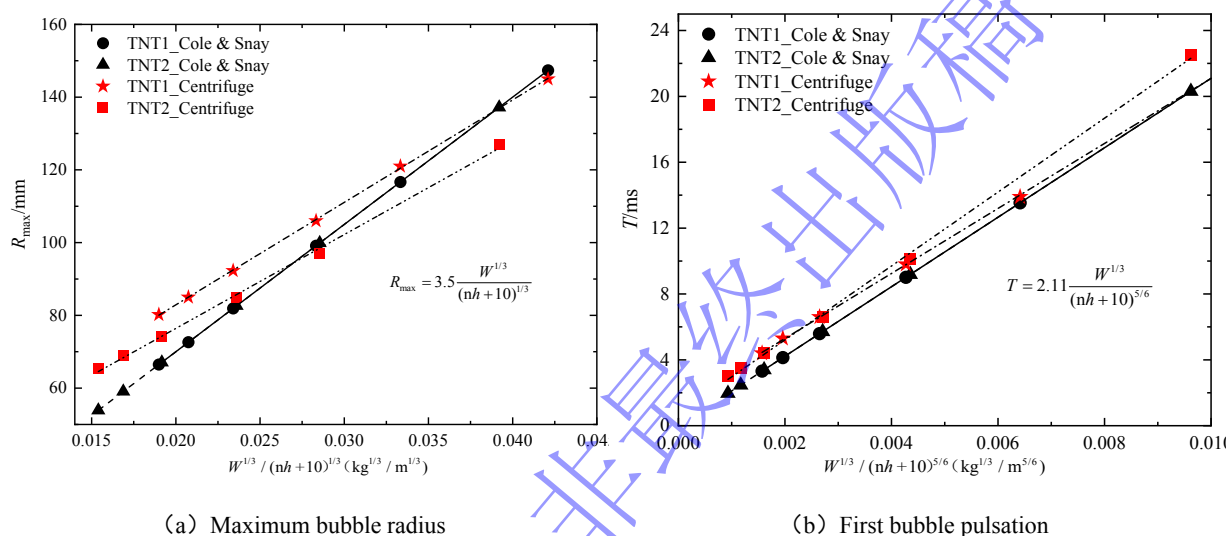 160
140
120
100
80
60
R_max/mm
TNT1_Cole & Snay
TNT2_Cole & Snay
TNT1_Centrifuge
TNT2_Centrifuge
R_max = 3.5 W^{1/3} / (nh+10)^{1/3}
0.015 0.020 0.025 0.030 0.035 0.040 0.04
W^{1/3} / (nh+10)^{1/3} (kg^{1/3} / m^{1/3})
(a) Maximum bubble radius
24
20
16
12
8
4
0
T/ms
TNT1_Cole & Snay
TNT2_Cole & Snay
TNT1_Centrifuge
TNT2_Centrifuge
T = 2.11 W^{1/3} / (nh+10)^{5/6}
0.000 0.002 0.004 0.006 0.008 0.010
W^{1/3} / (nh+10)^{5/6} (kg^{1/3} / m^{5/6})
(b) First bubble pulsation
非最终出版稿